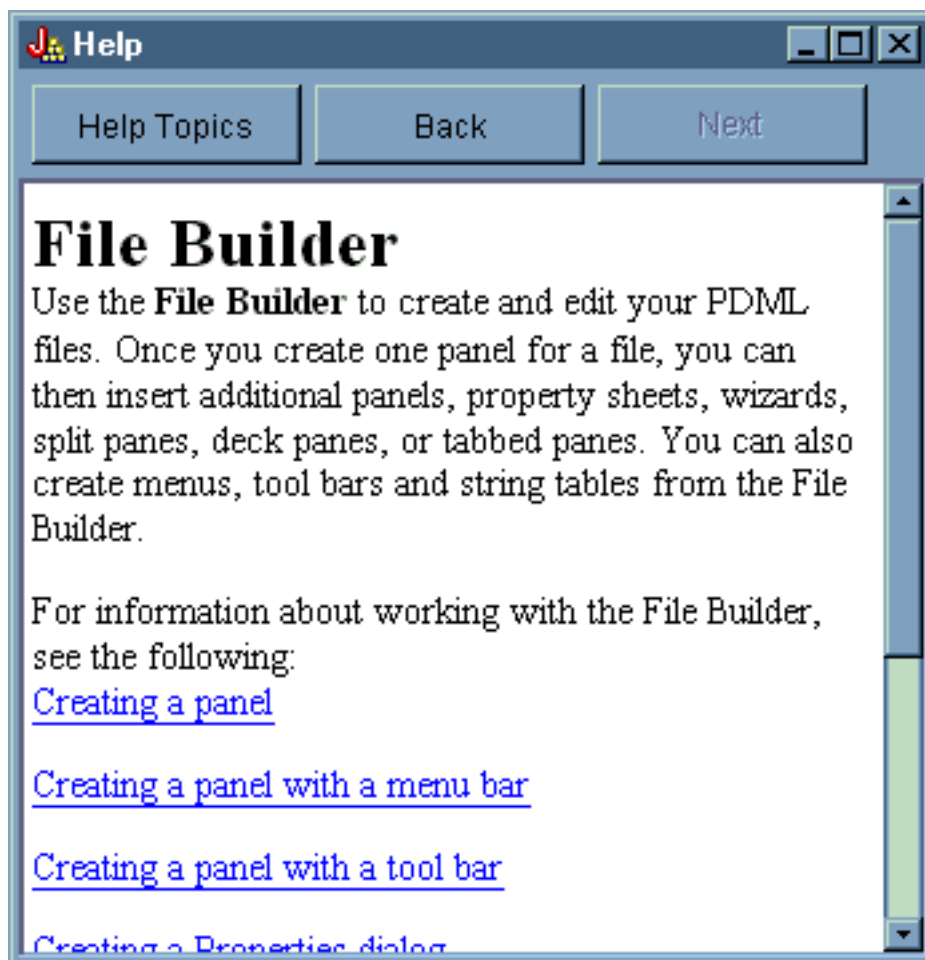 Help
Help Topics Back Next
File Builder
Use the File Builder to create and edit your PDML
files. Once you create one panel for a file, you can
then insert additional panels, property sheets, wizards,
split panes, deck panes, or tabbed panes. You can also
create menus, tool bars and string tables from the File
Builder.
For information about working with the File Builder,
see the following:
Creating a panel
Creating a panel with a menu bar
Creating a panel with a tool bar
Creating a Properties dialog